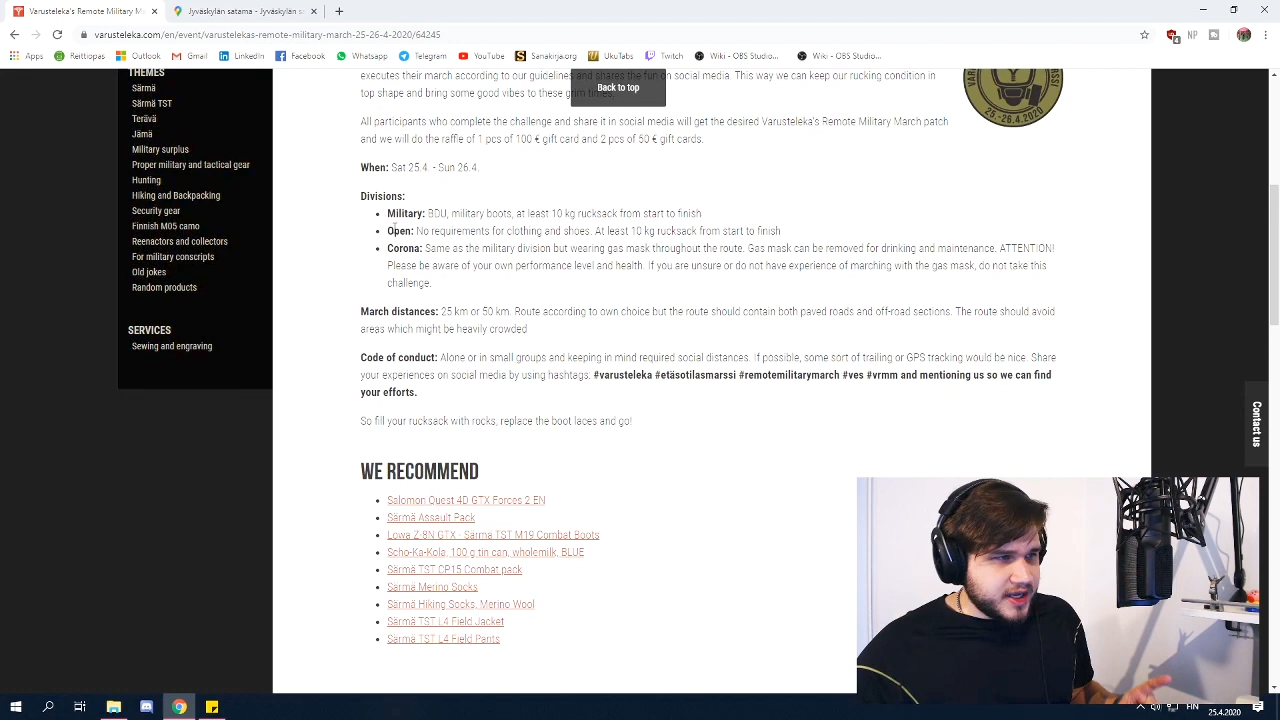 Varusteleka's Remote Military M
Jyväskylän satama - Jyväskylän s
varusteleka.com/en/event/varustelekas-remote-military-march-25-26-4-2020/64245
NP
Apps Reittiopas Outlook Gmail LinkedIn Facebook Whatsapp Telegram YouTube Sanakirja.org UkuTabs Twitch Wiki - OBS Studio... Wiki - OBS Studio...
THEMES
Särmä
Särmä TST
Terävä
Jämä
Military surplus
Proper military and tactical gear
Hunting
Hiking and Backpacking
Security gear
Finnish M05 camo
Reenactors and collectors
For military conscripts
Old jokes
Random products
SERVICES
Sewing and engraving
executes their march according to our guidelines and shares the fun on social media. This way we can keep our rucking condition in
top shape and bring some good vibes to these grim times.
Back to top
25.-26.4.2020
All participants who complete the challenge and share it in social media will get the desired Varusteleka's Remote Military March patch
and we will do the raffle of 1 pcs of 100 € gift card and 2 pcs of 50 € gift cards.
When: Sat 25.4. - Sun 26.4.
Divisions:
• Military: BDU, military boots, at least 10 kg rucksack from start to finish
• Open: No requirements for clothing and shoes. At least 10 kg rucksack from start to finish
• Corona: Same as the military division but wearing gas mask throughout the route. Gas mask can be removed for drinking and maintenance. ATTENTION!
Please be aware of your own performance level and health. If you are unsure or do not have experience of marching with the gas mask, do not take this
challenge.
March distances: 25 km or 50 km. Route according to own choice but the route should contain both paved roads and off-road sections. The route should avoid
areas which might be heavily crowded
Code of conduct: Alone or in small groups and keeping in mind required social distances. If possible, some sort of trailing or GPS tracking would be nice. Share
your experiences on social media by using hashtags: #varusteleka #etäsotilasmarssi #remotemilitarymarch #ves #vrmm and mentioning us so we can find
your efforts.
So fill your rucksack with rocks, replace the boot laces and go!
WE RECOMMEND
• Salomon Quest 4D GTX Forces 2 EN
• Särmä Assault Pack
• Lowa Z-8N GTX - Särmä TST M19 Combat Boots
• Scho-Ka-Kola, 100 g tin can, wholemilk, BLUE
• Särmä TST CP15 Combat pack
• Särmä Merino Socks
• Särmä Hiking Socks, Merino Wool
• Särmä TST L4 Field Jacket
• Särmä TST L4 Field Pants
Contact us
25.4.2020